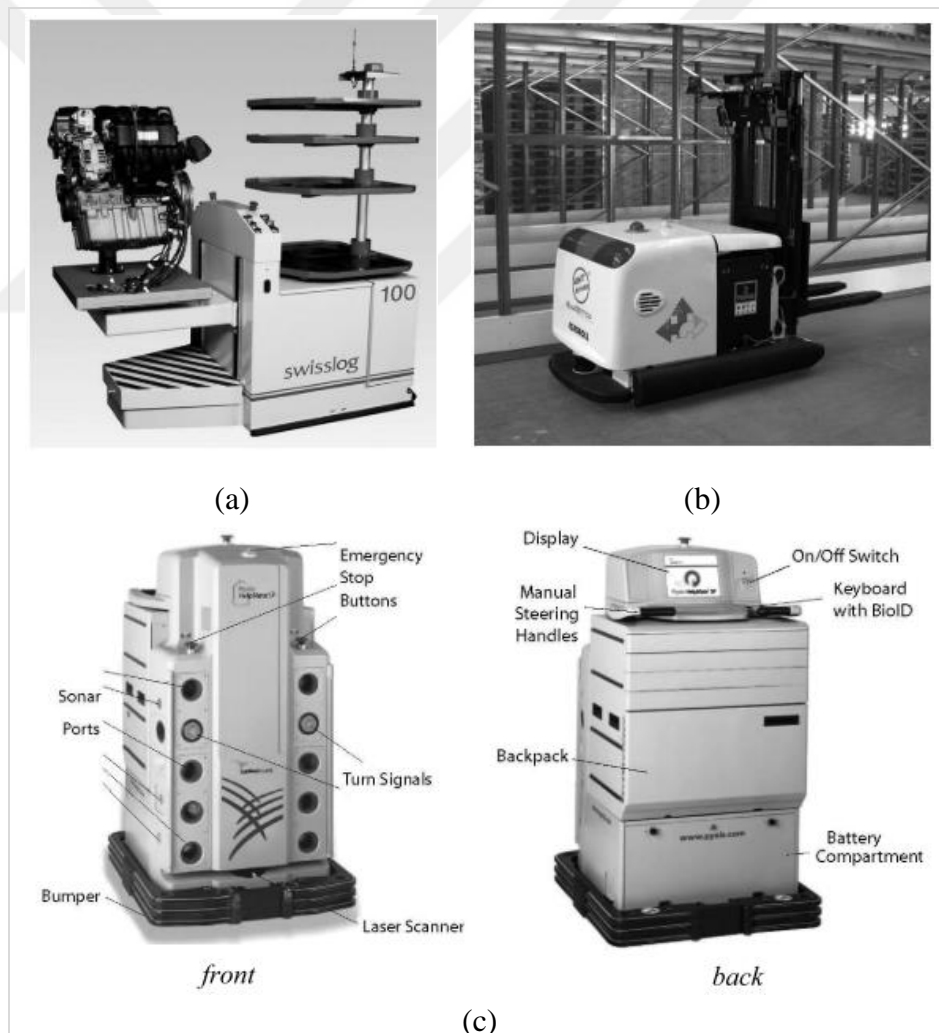 100
swisslog
(a)
(b)
Emergency
Stop
Buttons
HelpMate
Sonar
Ports
Turn Signals
Bumper
Laser Scanner
front
Display
On/Off Switch
Manual
Steering
Handles
Keyboard
with BioID
Backpack
www.pyxis.com
Battery
Compartment
back
(c)